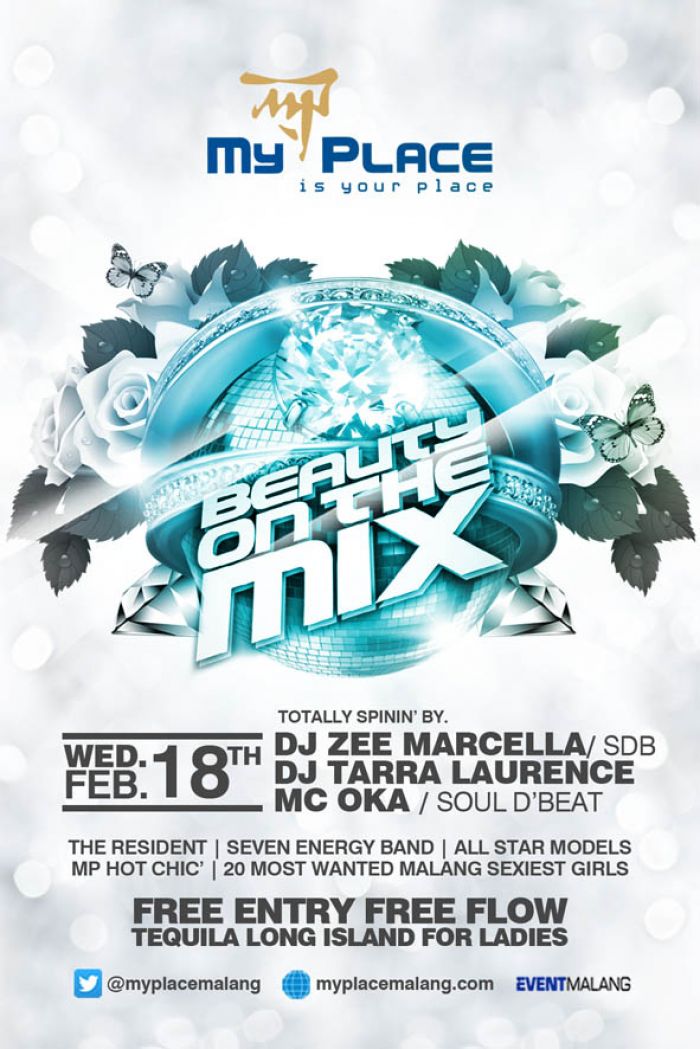 MP
MY PLACE
is your place
BEAUTY
ON THE
MIX
TOTALLY SPININ' BY.
WED. FEB. 18TH
DJ ZEE MARCELLA/ SDB
DJ TARRA LAURENCE
MC OKA / SOUL D'BEAT
THE RESIDENT | SEVEN ENERGY BAND | ALL STAR MODELS
MP HOT CHIC' | 20 MOST WANTED MALANG SEXIEST GIRLS
FREE ENTRY FREE FLOW
TEQUILA LONG ISLAND FOR LADIES
@myplacemalang myplacemalang.com EVENTMALANG